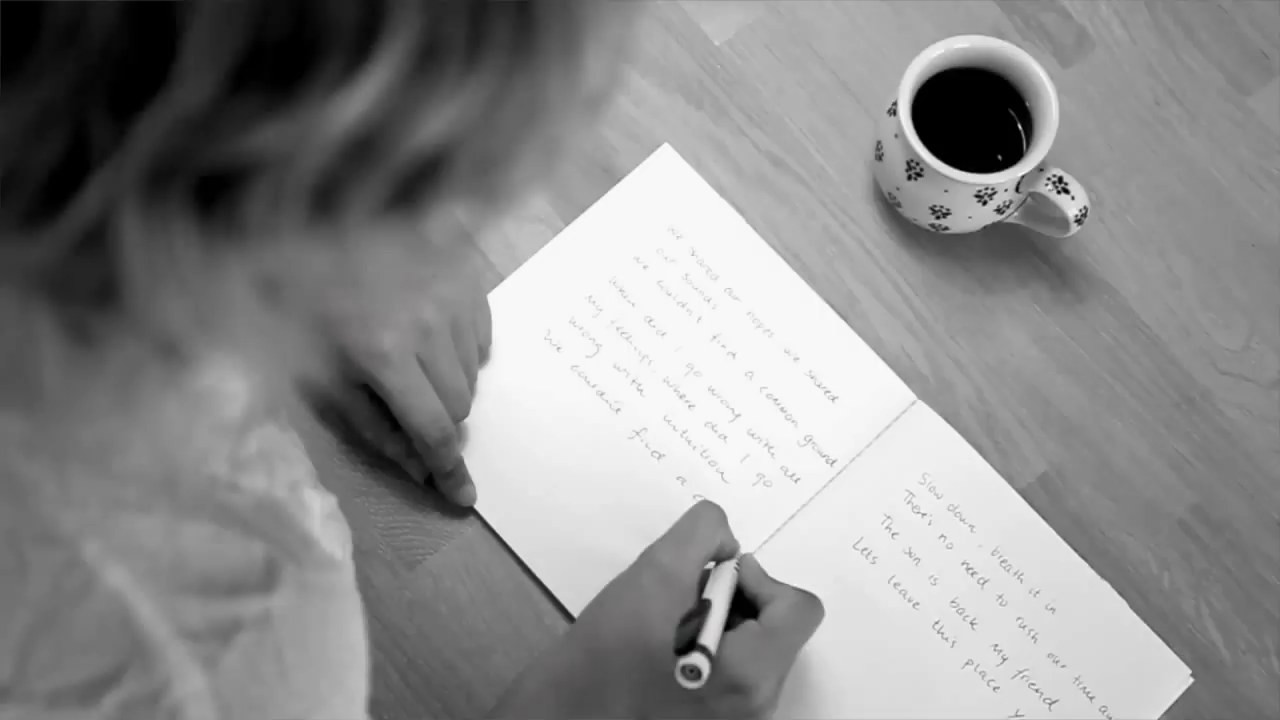 we shared our hopes we shared
our sounds
we couldn't find a common ground
when did I go wrong with all
my feelings, where did I go
wrong with intuition
We couldn't find a
Slow down, breath it in
There's no need to rush our time
The sun is back my friend
Lets leave this place